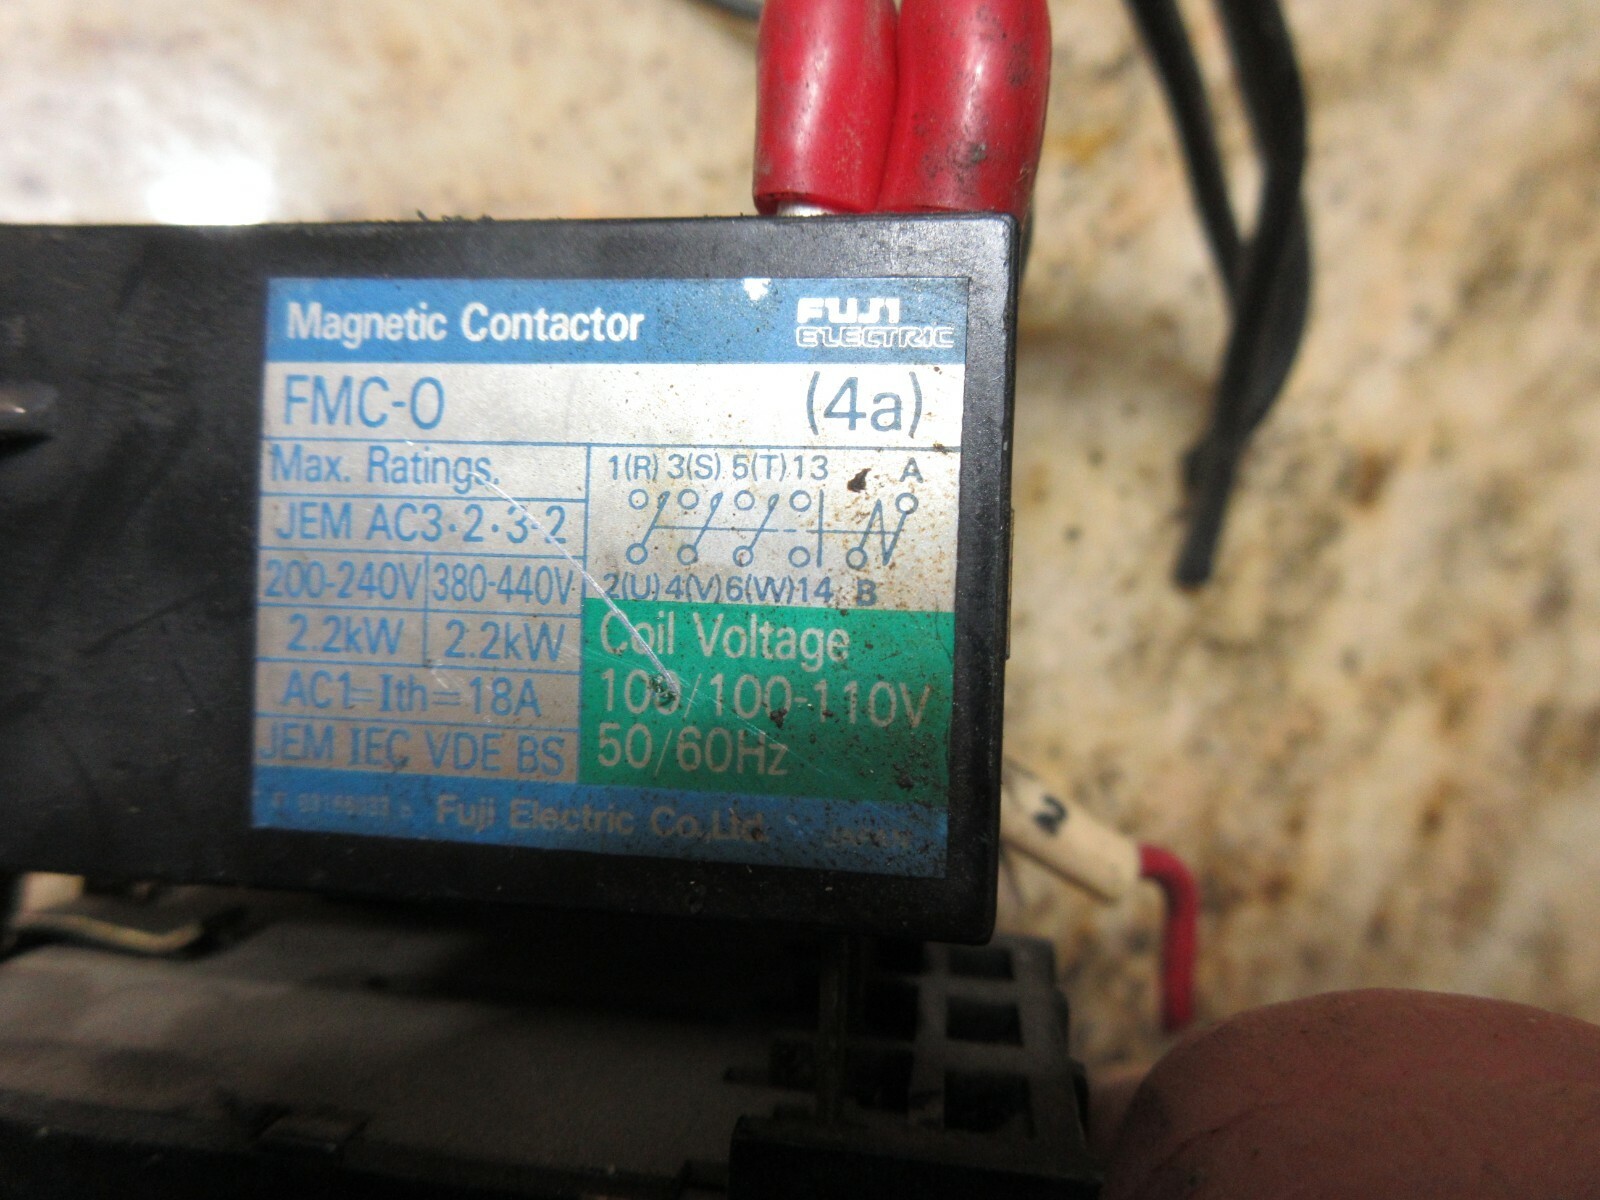 Magnetic Contactor FUJI
ELECTRIC
FMC-0 (4a)
Max. Ratings.
1(R) 3(S) 5(T) 13 A
JEM AC3·2·3·2
200-240V 380-440V
2(U) 4(V) 6(W) 14 B
2.2kW 2.2kW
Coil Voltage
AC1=Ith=18A
100/100-110V
JEM IEC VDE BS
50/60Hz
Fuji Electric Co.,Ltd.
2